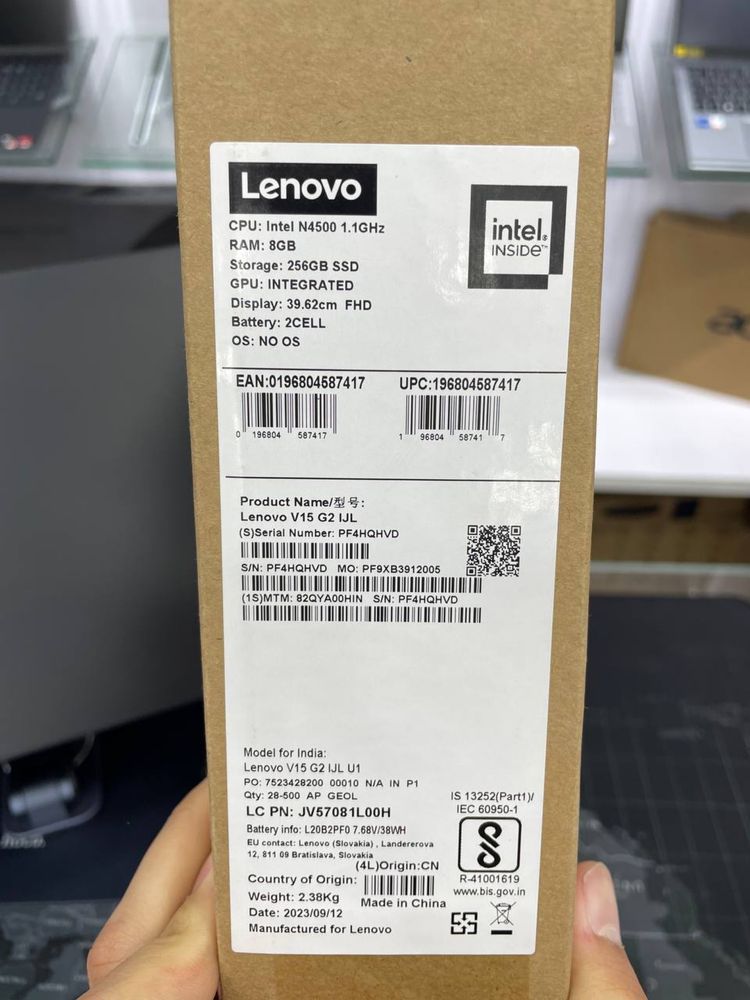 Lenovo
CPU: Intel N4500 1.1GHz
RAM: 8GB
Storage: 256GB SSD
GPU: INTEGRATED
Display: 39.62cm FHD
Battery: 2CELL
OS: NO OS
intel.
INSIDE™
EAN:0196804587417 UPC:196804587417
0 196804 587417 1 96804 58741 7
Product Name/型号:
Lenovo V15 G2 IJL
(S)Serial Number: PF4HQHVD
S/N: PF4HQHVD MO: PF9XB3912005
(1S)MTM: 82QYA00HIN S/N: PF4HQHVD
Model for India:
Lenovo V15 G2 IJL U1
PO: 7523428200 00010 N/A IN P1
Qty: 28-500 AP GEOL
IS 13252(Part1)/
IEC 60950-1
LC PN: JV57081L00H
Battery info: L20B2PF0 7.68V/38WH
EU contact: Lenovo (Slovakia) , Landererova
12, 811 09 Bratislava, Slovakia
(4L)Origin:CN
Country of Origin:
Made in China
R-41001619
www.bis.gov.in
Weight: 2.38Kg
Date: 2023/09/12
Manufactured for Lenovo